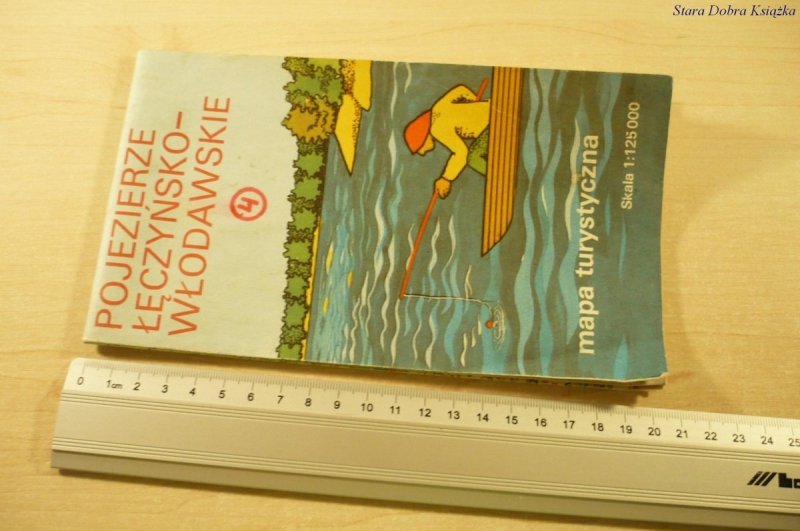 Stara Dobra Książka
POJEZIERZE
ŁĘCZYŃSKO-
WŁODAWSKIE
4
mapa turystyczna
Skala 1:125 000
0 1cm 2 3 4 5 6 7 8 9 10 11 12 13 14 15 16 17 18 19 20 21 22 23 24 25